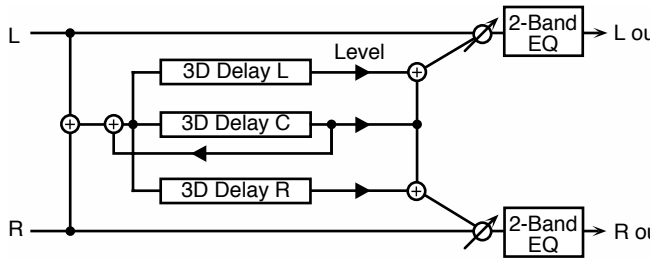 L
2-Band
EQ
L ou
3D Delay L
Level
3D Delay C
3D Delay R
R
2-Band
EQ
R ou